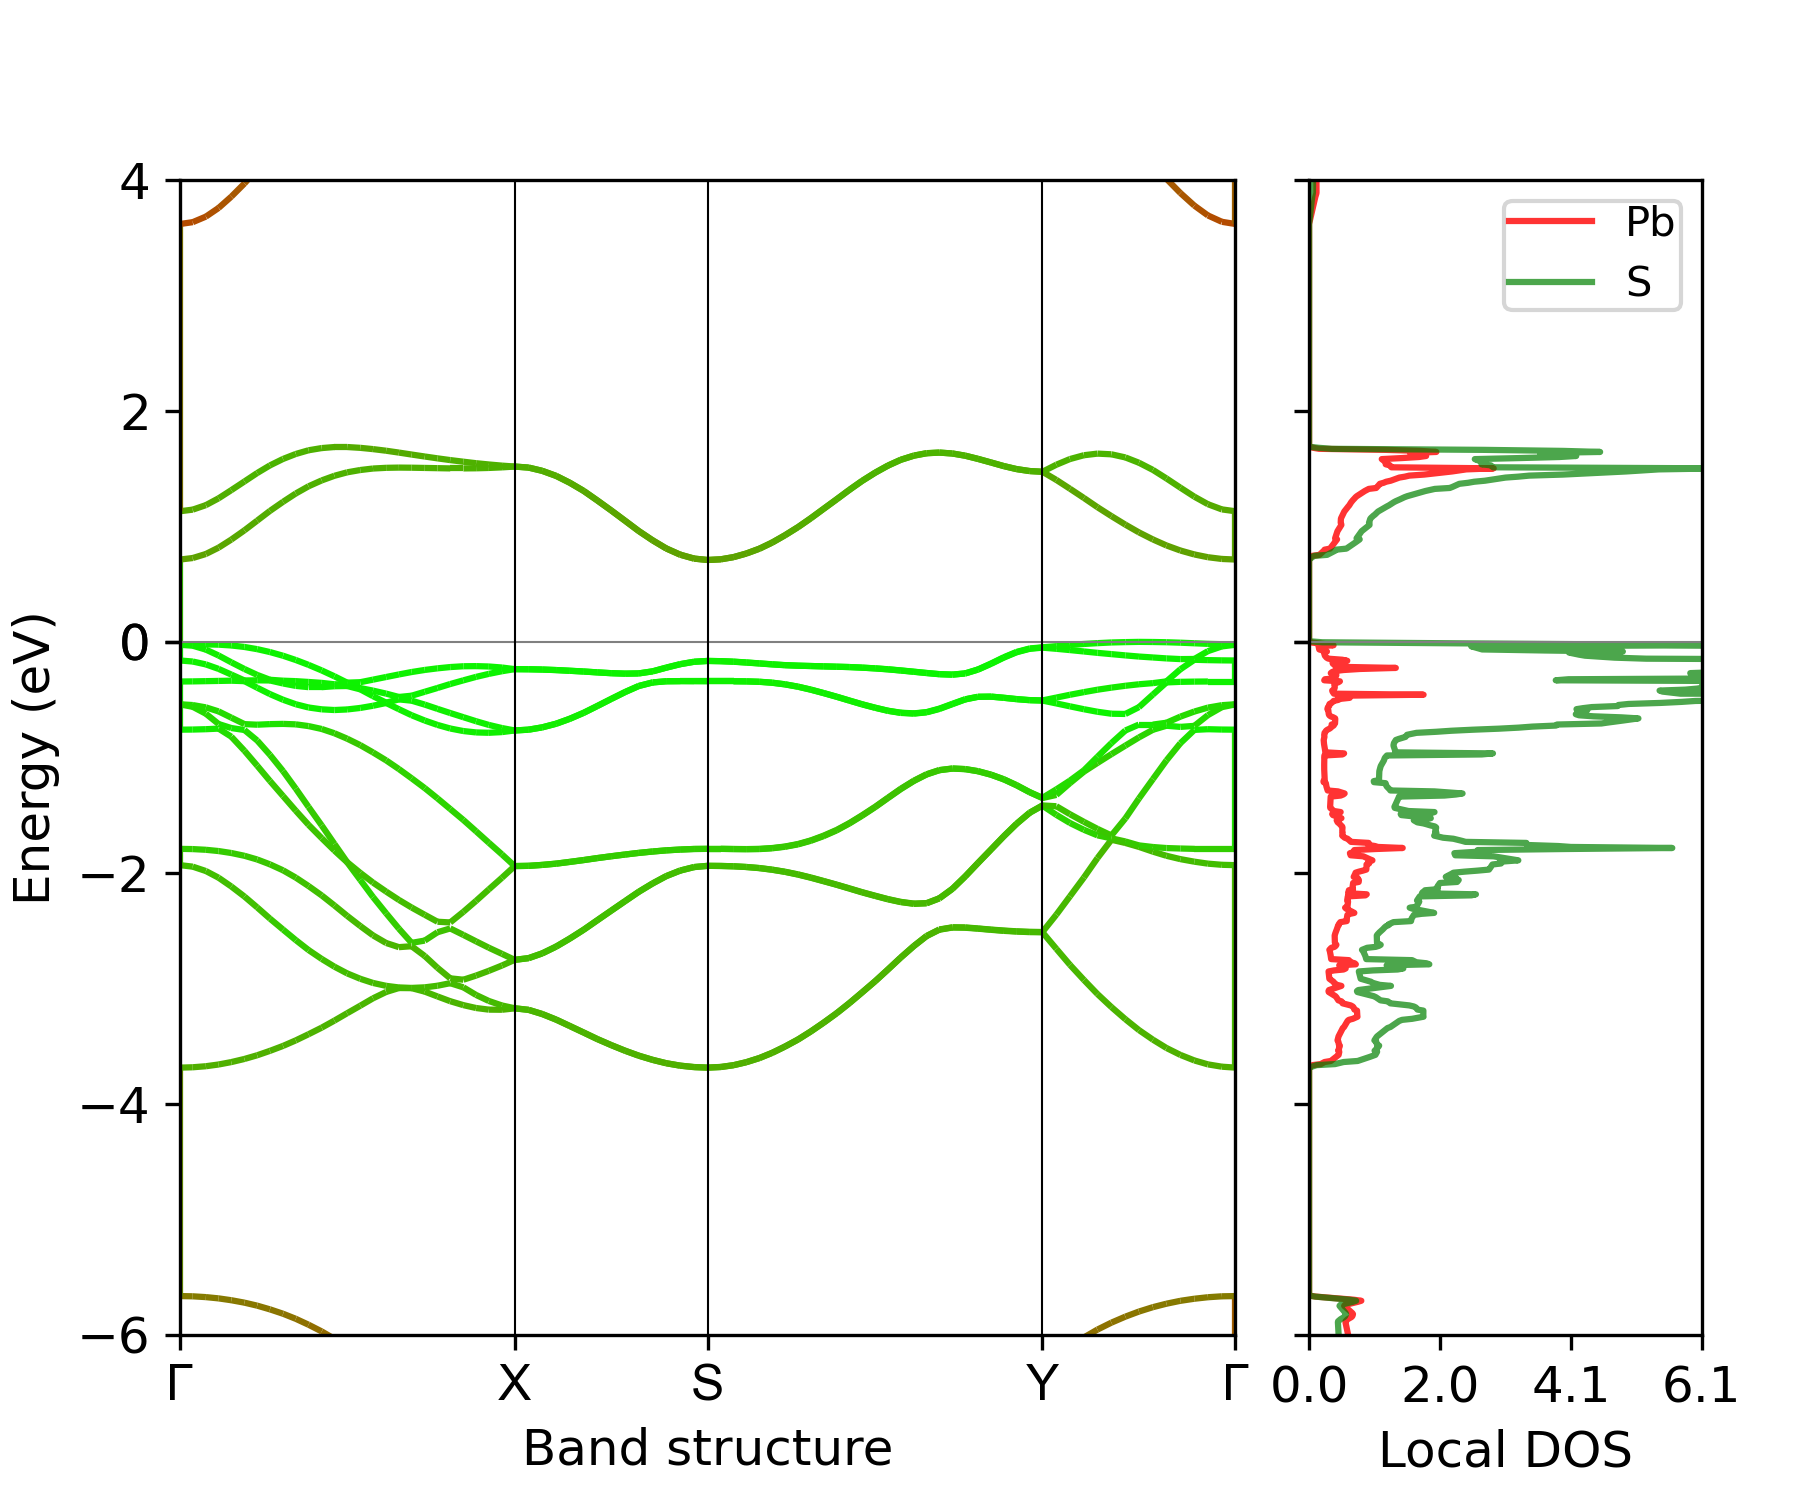 4
2
0
−2
−4
−6
Energy (eV)
Γ X S Y Γ
Band structure
Pb
S
0.0 2.0 4.1 6.1
Local DOS